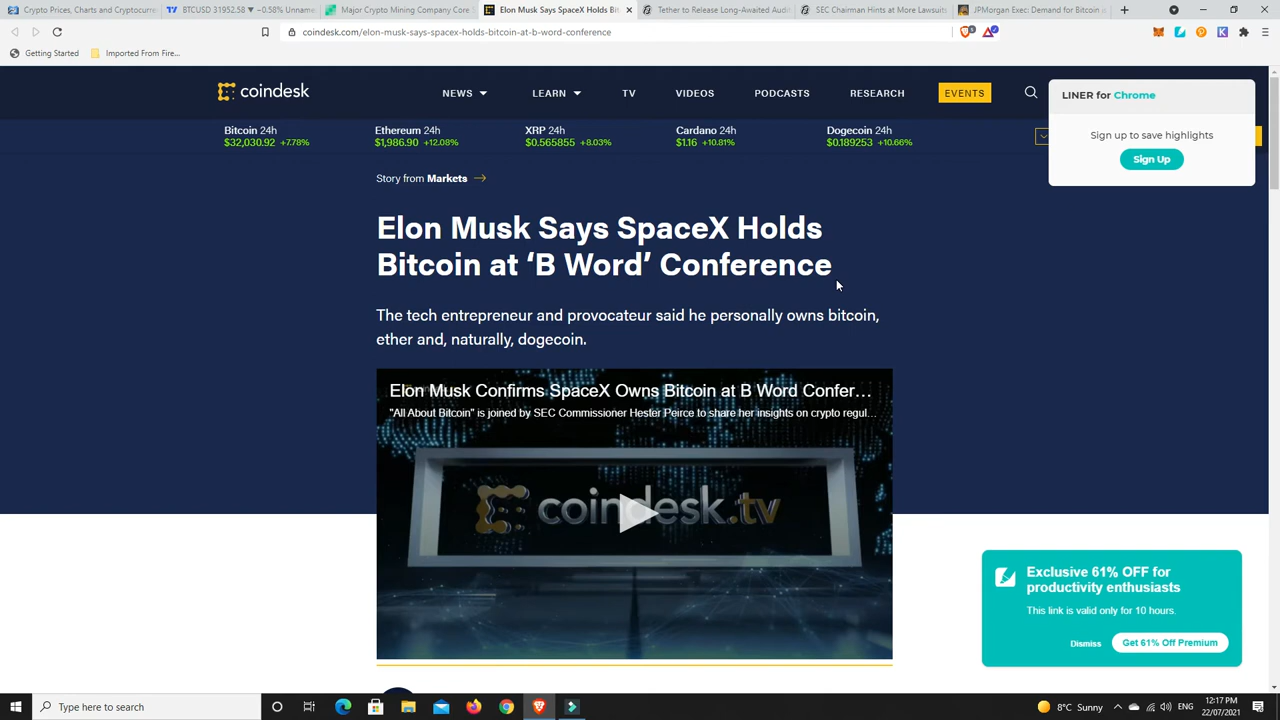 Crypto Prices, Charts and Cryptocurre
BTCUSD 31952.58 ▼ −0.58% Unname
Major Crypto Mining Company Core
Elon Musk Says SpaceX Holds Bit
Tether to Release Long-Awaited Audit
SEC Chairman Hints at More Lawsuits
JPMorgan Exec: Demand for Bitcoin
coindesk.com/elon-musk-says-spacex-holds-bitcoin-at-b-word-conference
Getting Started
Imported From Fire...
coindesk
NEWS
LEARN
TV
VIDEOS
PODCASTS
RESEARCH
EVENTS
LINER for Chrome
Sign up to save highlights
Sign Up
Bitcoin 24h
$32,030.92 +7.78%
Ethereum 24h
$1,986.90 +12.08%
XRP 24h
$0.565855 +8.03%
Cardano 24h
$1.16 +10.81%
Dogecoin 24h
$0.189253 +10.66%
Story from Markets →
Elon Musk Says SpaceX Holds
Bitcoin at ‘B Word’ Conference
The tech entrepreneur and provocateur said he personally owns bitcoin,
ether and, naturally, dogecoin.
Elon Musk Confirms SpaceX Owns Bitcoin at B Word Confer...
"All About Bitcoin" is joined by SEC Commissioner Hester Peirce to share her insights on crypto regul...
coindesk.tv
Exclusive 61% OFF for
productivity enthusiasts
This link is valid only for 10 hours.
Dismiss
Get 61% Off Premium
Type here to search
8°C Sunny
ENG
12:17 PM
22/07/2021